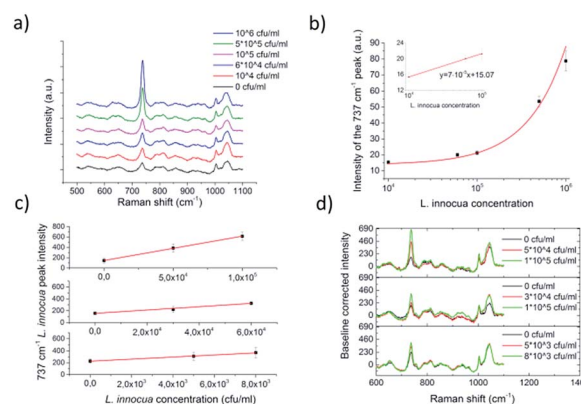 a)
10^6 cfu/ml
5*10^5 cfu/ml
10^5 cfu/ml
6*10^4 cfu/ml
10^4 cfu/ml
0 cfu/ml
Intensity (a.u.)
500 600 700 800 900 1000 1100
Raman shift (cm⁻¹)
b)
Intensity of the 737 cm⁻¹ peak (a.u.)
90
80
70
60
50
40
30
20
10
0
24
20
16
12
y=7·10⁻⁵x+15.07
10⁴ 10⁵
L. innocua concentration
10⁴ 10⁵ 10⁶
L. innocua concentration
c)
737 cm⁻¹ L. innocua peak intensity
800
600
400
200
0
0,0 5,0x10⁴ 1,0x10⁵
600
400
200
0
0,0 2,0x10⁴ 4,0x10⁴ 6,0x10⁴
600
400
200
0
0,0 2,0x10³ 4,0x10³ 6,0x10³ 8,0x10³
L. innocua concentration (cfu/ml)
d)
Baseline corrected intensity
690
460
230
0
0 cfu/ml
5*10^4 cfu/ml
1*10^5 cfu/ml
690
460
230
0
0 cfu/ml
3*10^4 cfu/ml
1*10^5 cfu/ml
690
460
230
0
0 cfu/ml
5*10^3 cfu/ml
8*10^3 cfu/ml
600 800 1000 1200 1400
Raman shift (cm⁻¹)